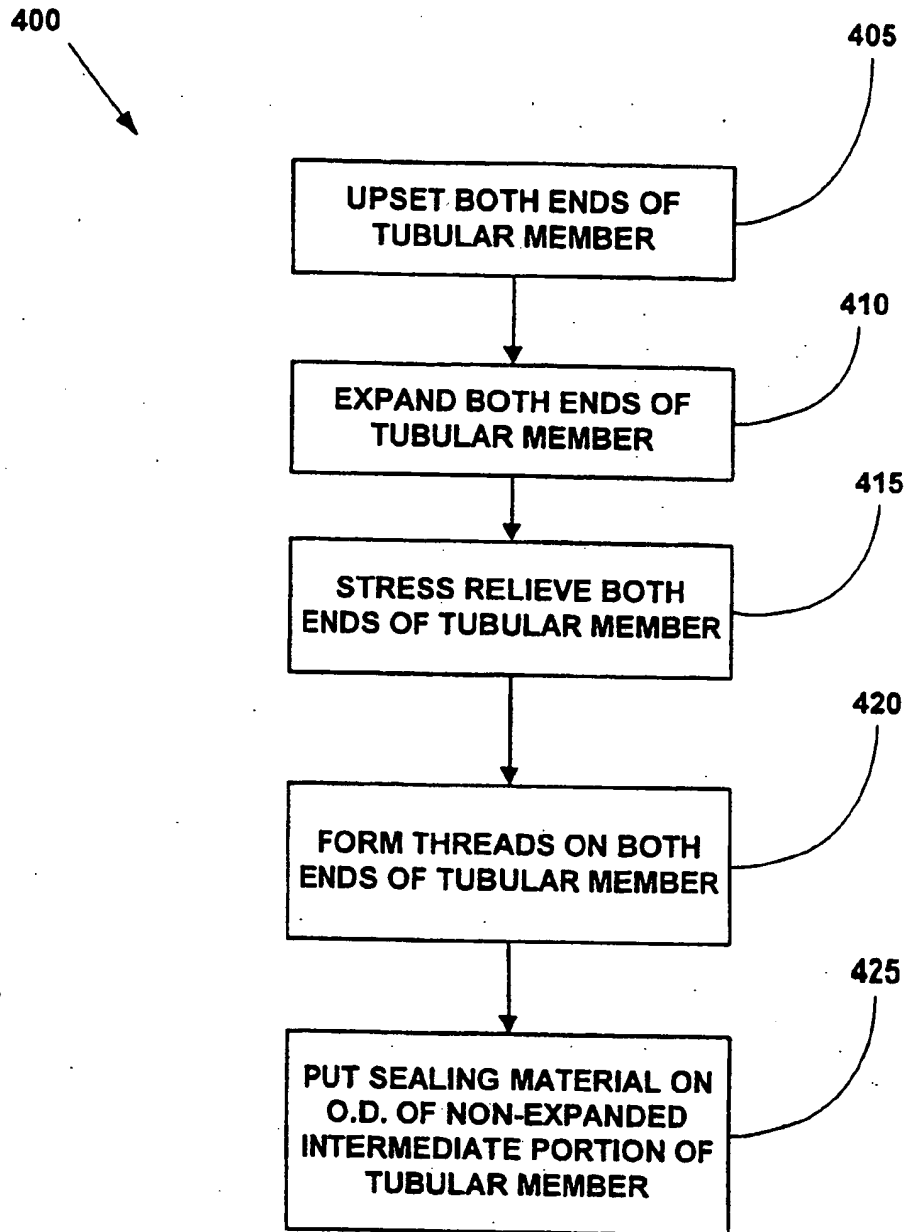 400
405
UPSET BOTH ENDS OF
TUBULAR MEMBER
410
EXPAND BOTH ENDS OF
TUBULAR MEMBER
415
STRESS RELIEVE BOTH
ENDS OF TUBULAR MEMBER
420
FORM THREADS ON BOTH
ENDS OF TUBULAR MEMBER
425
PUT SEALING MATERIAL ON
O.D. OF NON-EXPANDED
INTERMEDIATE PORTION OF
TUBULAR MEMBER